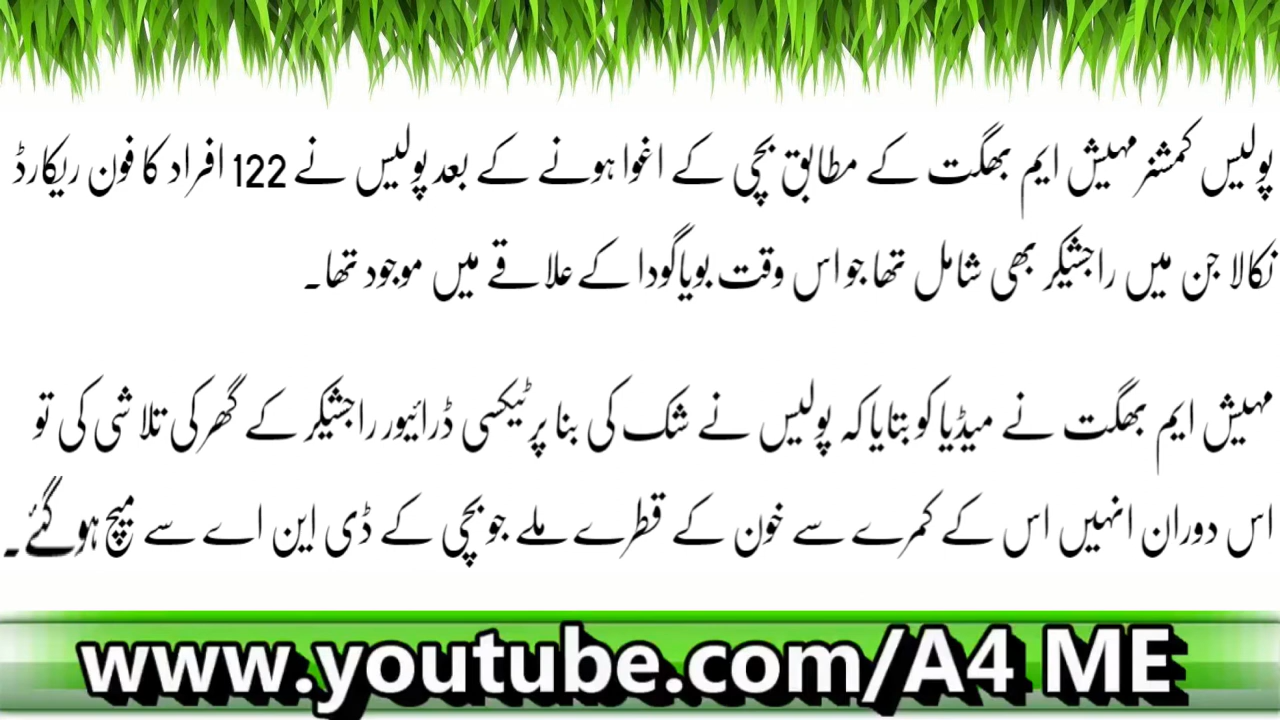 پولیس کمشنر مہیش ایم بھگت کے مطابق بچی کے اغوا ہونے کے بعد پولیس نے 122 افراد کا فون ریکارڈ
نکالا جن میں راجشیکر بھی شامل تھا جو اس وقت بویاگودا کے علاقے میں موجود تھا۔
مہیش ایم بھگت نے میڈیا کو بتایا کہ پولیس نے شک کی بنا پر ٹیکسی ڈرائیور راجشیکر کے گھر کی تلاشی کی تو
اس دوران انہیں اس کے کمرے سے خون کے قطرے ملے جو بچی کے ڈی این اے سے میچ ہوگئے۔
www.youtube.com/A4 ME